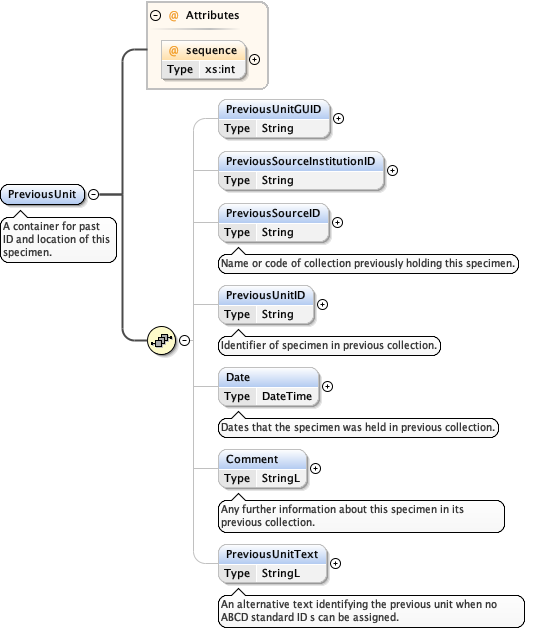 @ Attributes
@ sequence
Type xs:int
PreviousUnit
A container for past
ID and location of this
specimen.
PreviousUnitGUID
Type String
PreviousSourceInstitutionID
Type String
PreviousSourceID
Type String
Name or code of collection previously holding this specimen.
PreviousUnitID
Type String
Identifier of specimen in previous collection.
Date
Type DateTime
Dates that the specimen was held in previous collection.
Comment
Type StringL
Any further information about this specimen in its
previous collection.
PreviousUnitText
Type StringL
An alternative text identifying the previous unit when no
ABCD standard ID s can be assigned.